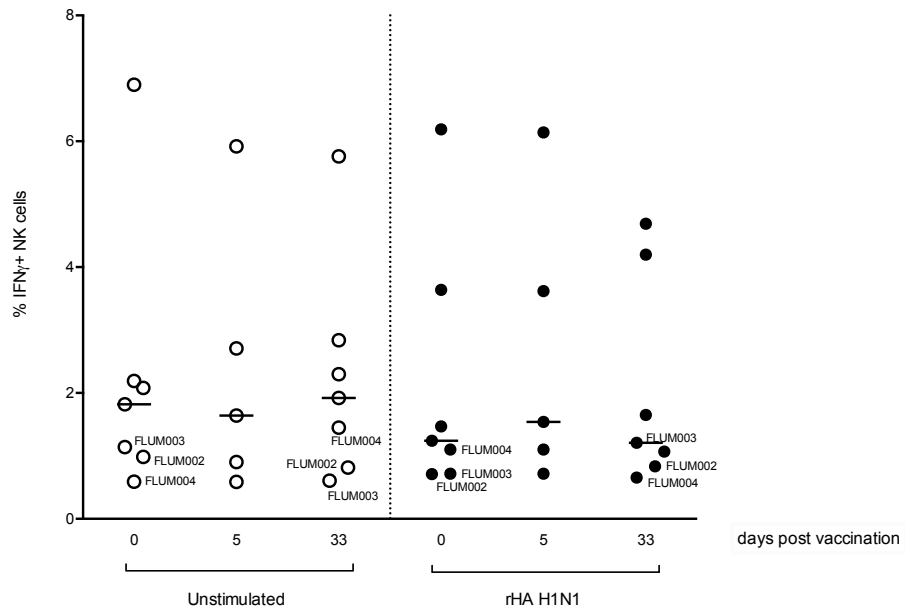 8
6
4
2
0
% IFNγ+ NK cells
FLUM003
FLUM002
FLUM004
FLUM004
FLUM002
FLUM003
FLUM004
FLUM003
FLUM002
FLUM003
FLUM002
FLUM004
0 5 33 0 5 33 days post vaccination
Unstimulated rHA H1N1